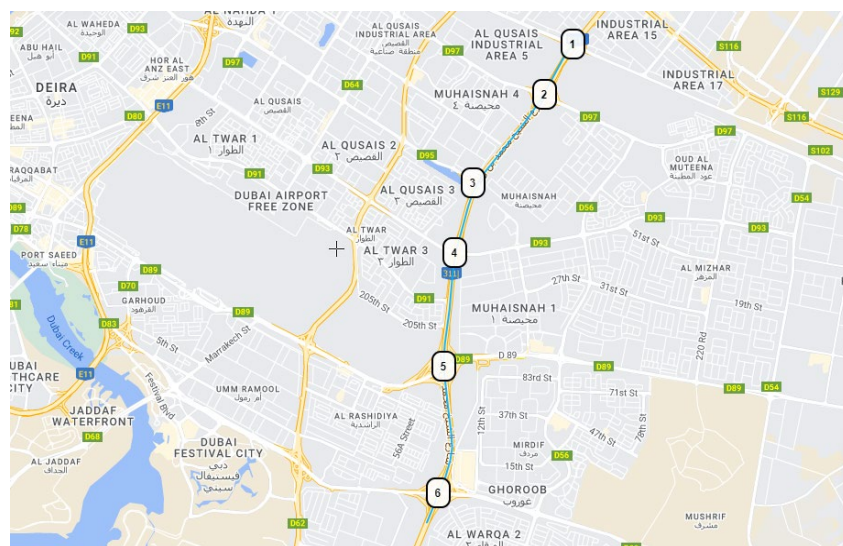 AL WAHEDA
الوحيدة
D93
AL NAHDA 1
النهدة
ABU HAIL
أبو هيل
D91
D97
HOR AL
ANZ EAST
هور العنز شرق
DEIRA
ديرة
E11
D80
8th St
AL QUSAIS
INDUSTRIAL AREA
القصيص
منطقة صناعية
D97
D64
AL QUSAIS
INDUSTRIAL
AREA 5
1
INDUSTRIAL
AREA 15
S116
INDUSTRIAL
AREA 17
S129
S116
S102
MUHAISNAH 4
محيصنة ٤
2
D97
D97
AL QUSAIS
القصيص
AL TWAR 1
الطوار ١
D93
AL QUSAIS 2
القصيص ٢
D95
AL QUSAIS 3
القصيص ٣
3
OUD AL
MUTEENA
عود المطينة
D54
MUHAISNAH
محيصنة
D56
D93
D93
51st St
DUBAI AIRPORT
FREE ZONE
AL TWAR
الطوار
AL TWAR 3
الطوار ٣
4
311
D91
205th St
205th St
27th St
31st St
AL MIZHAR
المزهر
19th St
220 Rd
MUHAISNAH 1
محيصنة ١
D89
D78
PORT SAEED
ميناء سعيد
E11
D70
D89
GARHOUD
القرهود
D83
D89
5th St
Marrakech St
Dubai Creek
E11
Festival Blvd
UMM RAMOOL
أم رمول
JADDAF
WATERFRONT
D68
AL JADDAF
الجداف
DUBAI
FESTIVAL CITY
دبي
فيستيفال
سيتي
AL RASHIDIYA
الراشدية
56A Street
5
D89
D 89
D89
D54
83rd St
71st St
12th St
37th St
47th St
78th St
MIRDIF
مردف
15th St
D56
6
GHOROOB
غوروب
MUSHRIF
مشرف
D62
AL WARQA 2